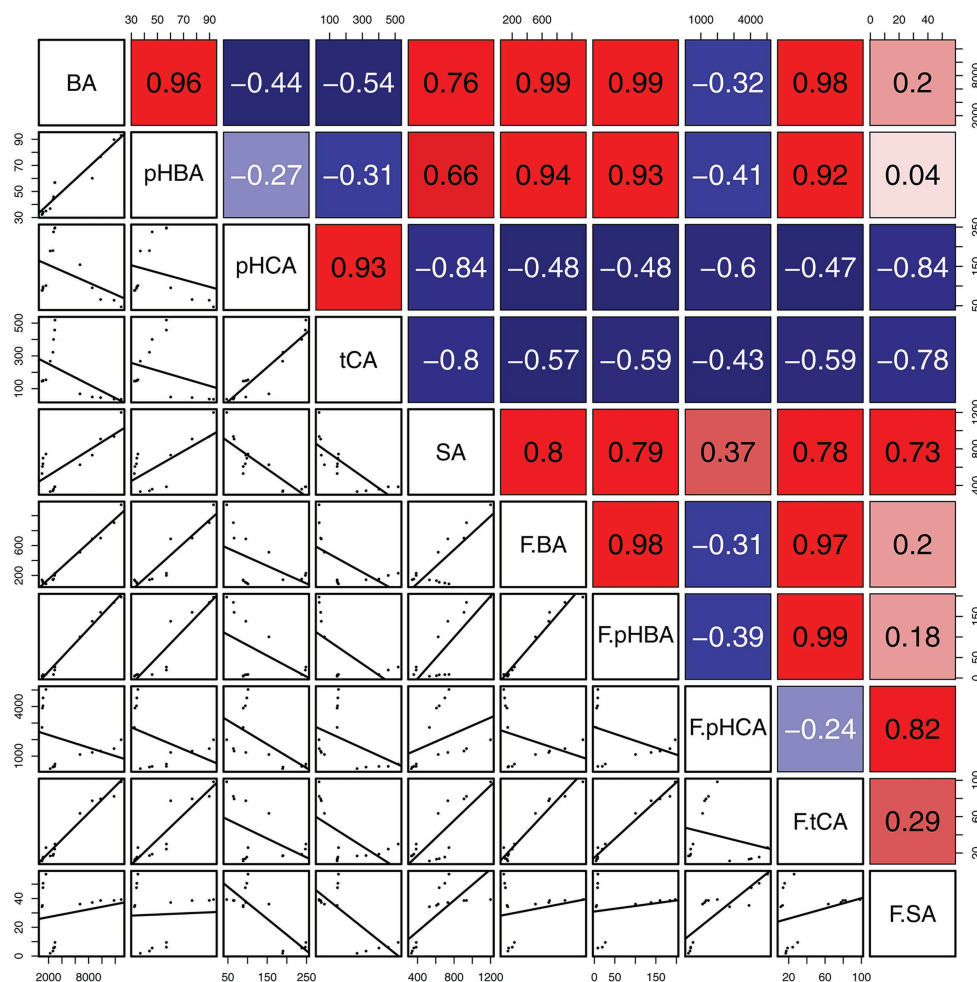 30 50 70 90 100 300 500 200 600 1000 4000 0 20 40
BA 0.96 −0.44 −0.54 0.76 0.99 0.99 −0.32 0.98 0.2 2000 8000
30 50 70 90 pHBA −0.27 −0.31 0.66 0.94 0.93 −0.41 0.92 0.04
pHCA 0.93 −0.84 −0.48 −0.48 −0.6 −0.47 −0.84 50 150 250
100 300 500 tCA −0.8 −0.57 −0.59 −0.43 −0.59 −0.78
SA 0.8 0.79 0.37 0.78 0.73 400 800 1200
200 600 F.BA 0.98 −0.31 0.97 0.2
F.pHBA −0.39 0.99 0.18 0 50 150
1000 4000 F.pHCA −0.24 0.82
F.tCA 0.29 20 60 100
0 20 40 F.SA
2000 8000 50 150 250 400 800 1200 0 50 150 20 60 100